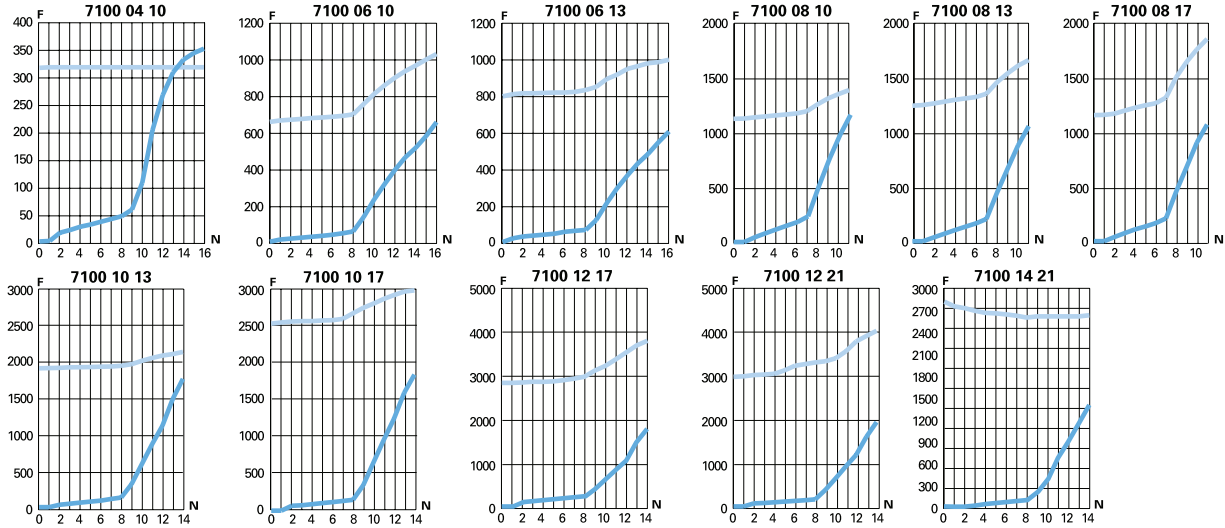 7100 04 10
F
400
350
300
250
200
150
100
50
0
0 2 4 6 8 10 12 14 16
N
7100 06 10
F
1200
1000
800
600
400
200
0
0 2 4 6 8 10 12 14 16
N
7100 06 13
F
1200
1000
800
600
400
200
0
0 2 4 6 8 10 12 14 16
N
7100 08 10
F
2000
1500
1000
500
0
0 2 4 6 8 10
N
7100 08 13
F
2000
1500
1000
500
0
0 2 4 6 8 10
N
7100 08 17
F
2000
1500
1000
500
0
0 2 4 6 8 10
N
7100 10 13
F
3000
2500
2000
1500
1000
500
0
0 2 4 6 8 10 12 14
N
7100 10 17
F
3000
2500
2000
1500
1000
500
0
0 2 4 6 8 10 12 14
N
7100 12 17
F
5000
4000
3000
2000
1000
0
0 2 4 6 8 10 12 14
N
7100 12 21
F
5000
4000
3000
2000
1000
0
0 2 4 6 8 10 12 14
N
7100 14 21
F
3000
2700
2400
2100
1800
1500
1200
900
600
300
0
0 2 4 6 8 10 12 14
N